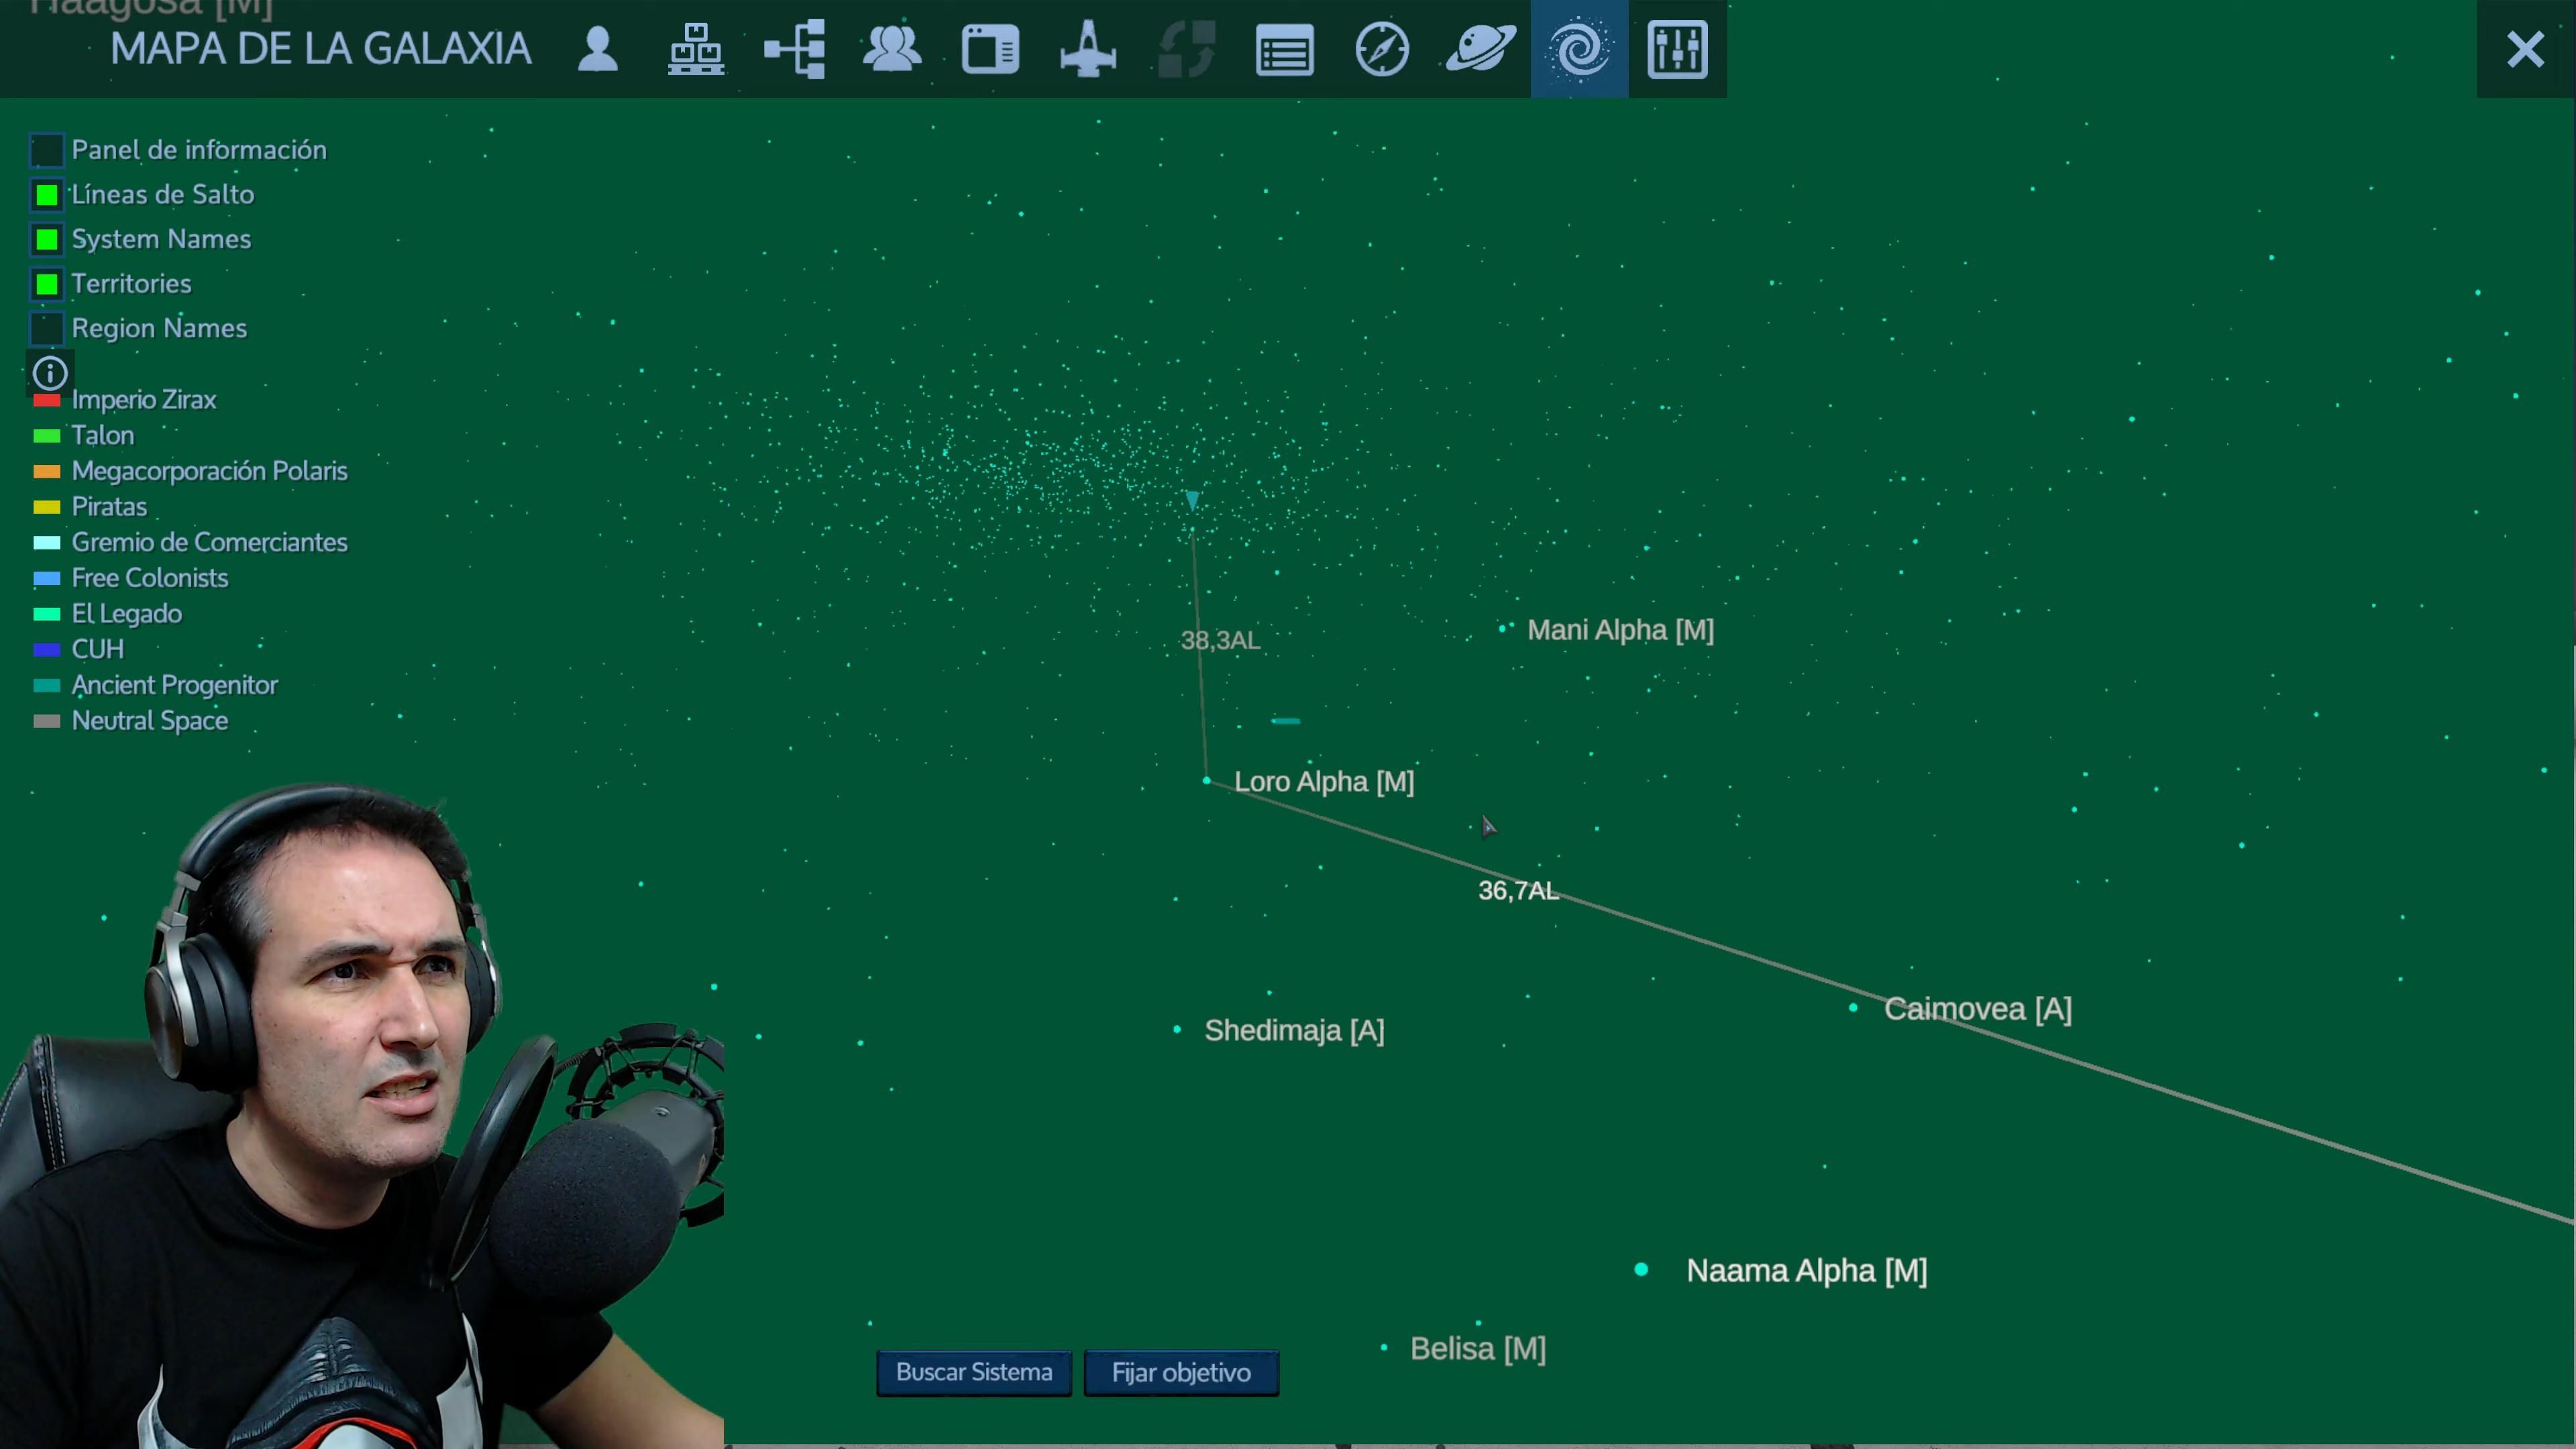 Haagosa [M]
MAPA DE LA GALAXIA
Panel de información
Líneas de Salto
System Names
Territories
Region Names
Imperio Zirax
Talon
Megacorporación Polaris
Piratas
Gremio de Comerciantes
Free Colonists
El Legado
CUH
Ancient Progenitor
Neutral Space
Mani Alpha [M]
38,3AL
Loro Alpha [M]
36,7AL
Caimovea [A]
Shedimaja [A]
Naama Alpha [M]
Belisa [M]
Buscar Sistema
Fijar objetivo